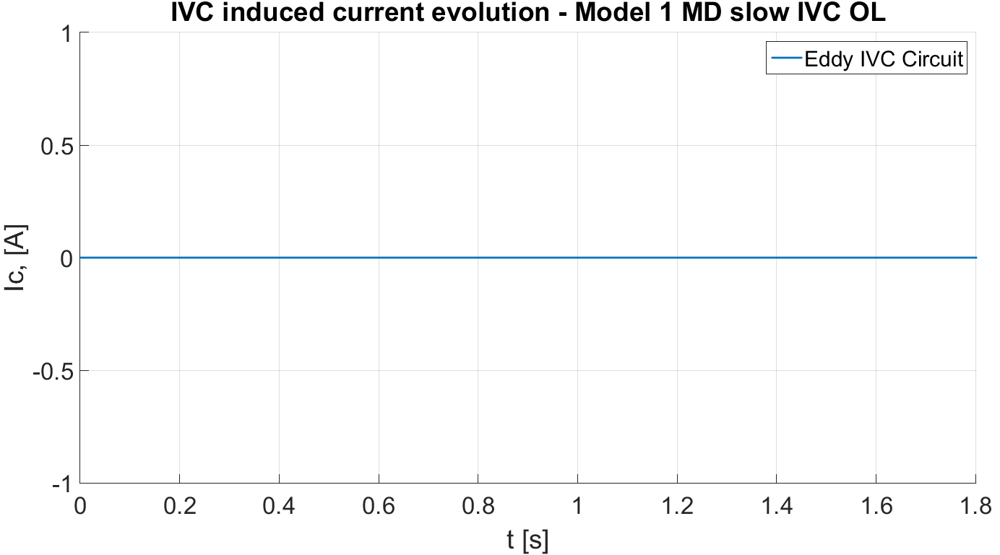 IVC induced current evolution - Model 1 MD slow IVC OL
Eddy IVC Circuit
1
0.5
0
-0.5
-1
Ic, [A]
0 0.2 0.4 0.6 0.8 1 1.2 1.4 1.6 1.8
t [s]